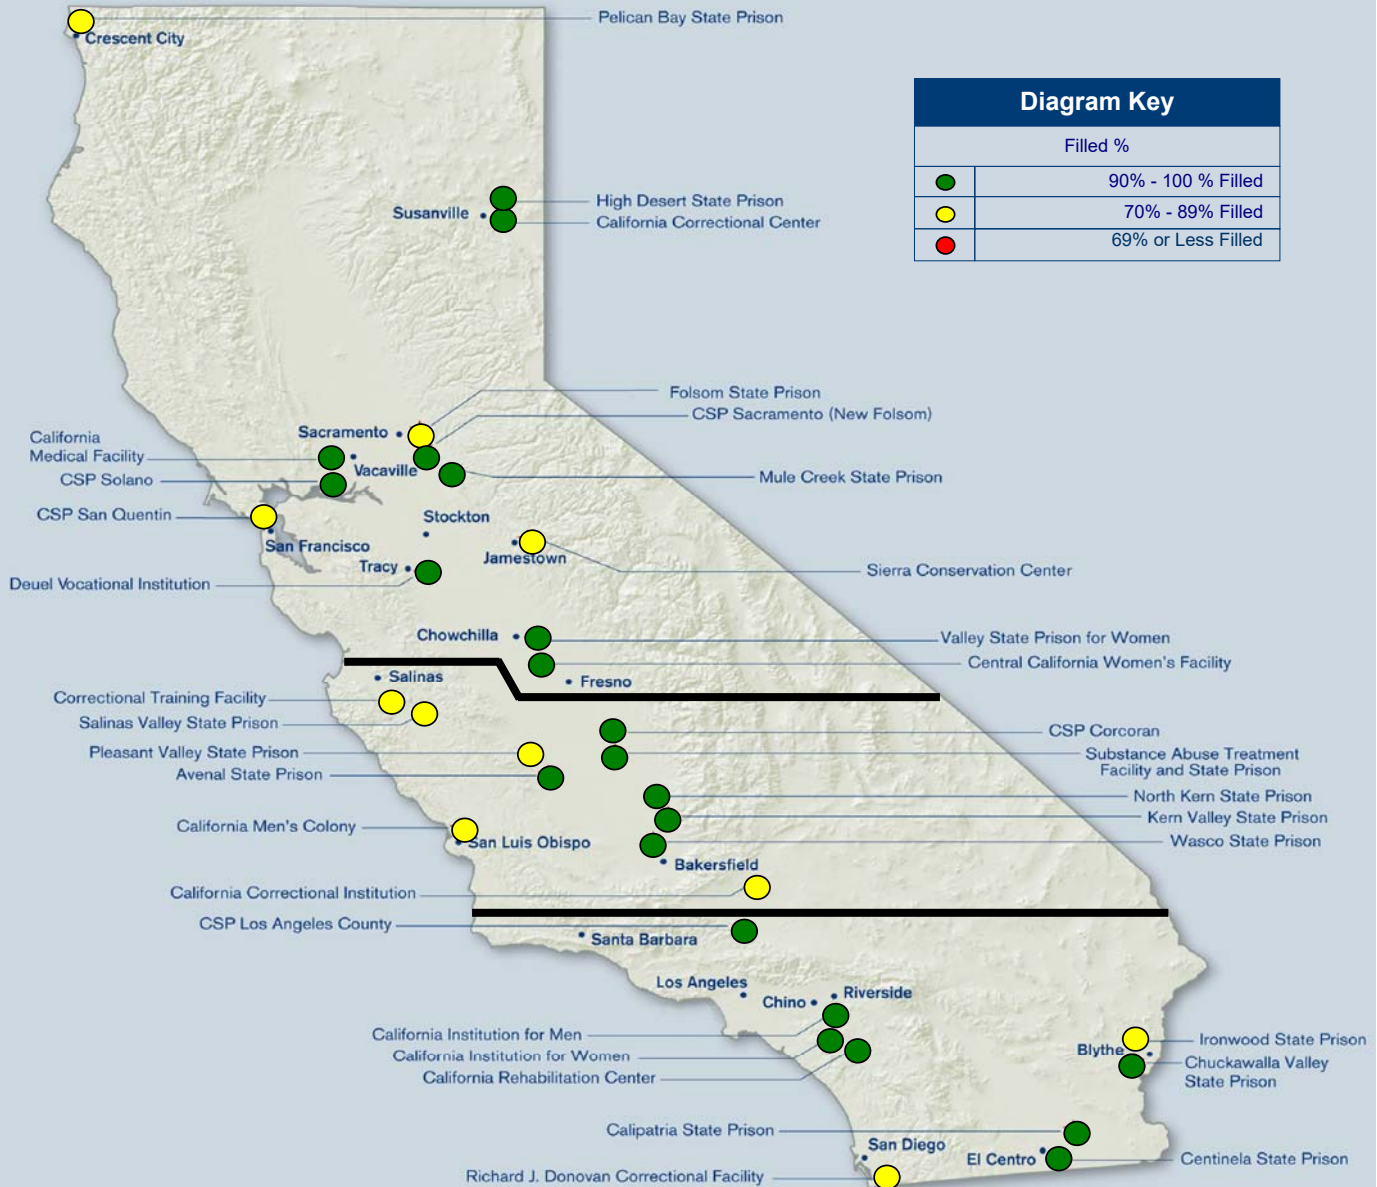 Pelican Bay State Prison
Crescent City
Diagram Key
Filled %
90% - 100 % Filled
70% - 89% Filled
69% or Less Filled
High Desert State Prison
Susanville
California Correctional Center
Folsom State Prison
CSP Sacramento (New Folsom)
Sacramento
California
Medical Facility
Vacaville
CSP Solano
Mule Creek State Prison
CSP San Quentin
Stockton
San Francisco
Jamestown
Tracy
Sierra Conservation Center
Deuel Vocational Institution
Chowchilla
Valley State Prison for Women
Central California Women's Facility
Salinas
Fresno
Correctional Training Facility
Salinas Valley State Prison
CSP Corcoran
Pleasant Valley State Prison
Substance Abuse Treatment
Facility and State Prison
Avenal State Prison
North Kern State Prison
Kern Valley State Prison
California Men's Colony
San Luis Obispo
Wasco State Prison
Bakersfield
California Correctional Institution
CSP Los Angeles County
Santa Barbara
Los Angeles
Chino
Riverside
California Institution for Men
California Institution for Women
California Rehabilitation Center
Ironwood State Prison
Blythe
Chuckawalla Valley
State Prison
Calipatria State Prison
San Diego
El Centro
Centinela State Prison
Richard J. Donovan Correctional Facility